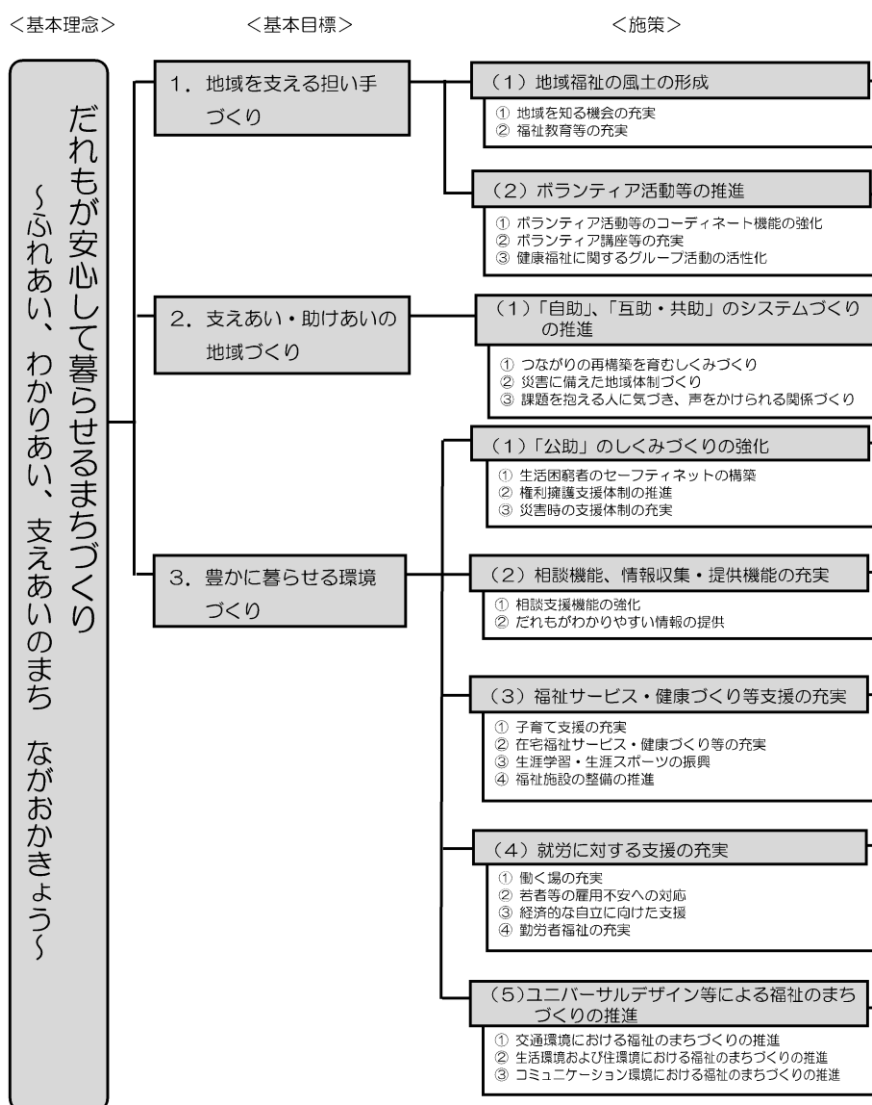 ＜基本理念＞
＜基本目標＞
＜施策＞
だれもが安心して暮らせるまちづくり
～ふれあい、わかりあい、支えあいのまち　ながおかきょう～
１．地域を支える担い手
づくり
（１）地域福祉の風土の形成
① 地域を知る機会の充実
② 福祉教育等の充実
（２）ボランティア活動等の推進
① ボランティア活動等のコーディネート機能の強化
② ボランティア講座等の充実
③ 健康福祉に関するグループ活動の活性化
２．支えあい・助けあいの
地域づくり
（１）「自助」、「互助・共助」のシステムづくり
の推進
① つながりの再構築を育むしくみづくり
② 災害に備えた地域体制づくり
③ 課題を抱える人に気づき、声をかけられる関係づくり
３．豊かに暮らせる環境
づくり
（１）「公助」のしくみづくりの強化
① 生活困窮者のセーフティネットの構築
② 権利擁護支援体制の推進
③ 災害時の支援体制の充実
（２）相談機能、情報収集・提供機能の充実
① 相談支援機能の強化
② だれもがわかりやすい情報の提供
（３）福祉サービス・健康づくり等支援の充実
① 子育て支援の充実
② 在宅福祉サービス・健康づくり等の充実
③ 生涯学習・生涯スポーツの振興
④ 福祉施設の整備の推進
（４）就労に対する支援の充実
① 働く場の充実
② 若者等の雇用不安への対応
③ 経済的な自立に向けた支援
④ 勤労者福祉の充実
（５）ユニバーサルデザイン等による福祉のまち
づくりの推進
① 交通環境における福祉のまちづくりの推進
② 生活環境および住環境における福祉のまちづくりの推進
③ コミュニケーション環境における福祉のまちづくりの推進